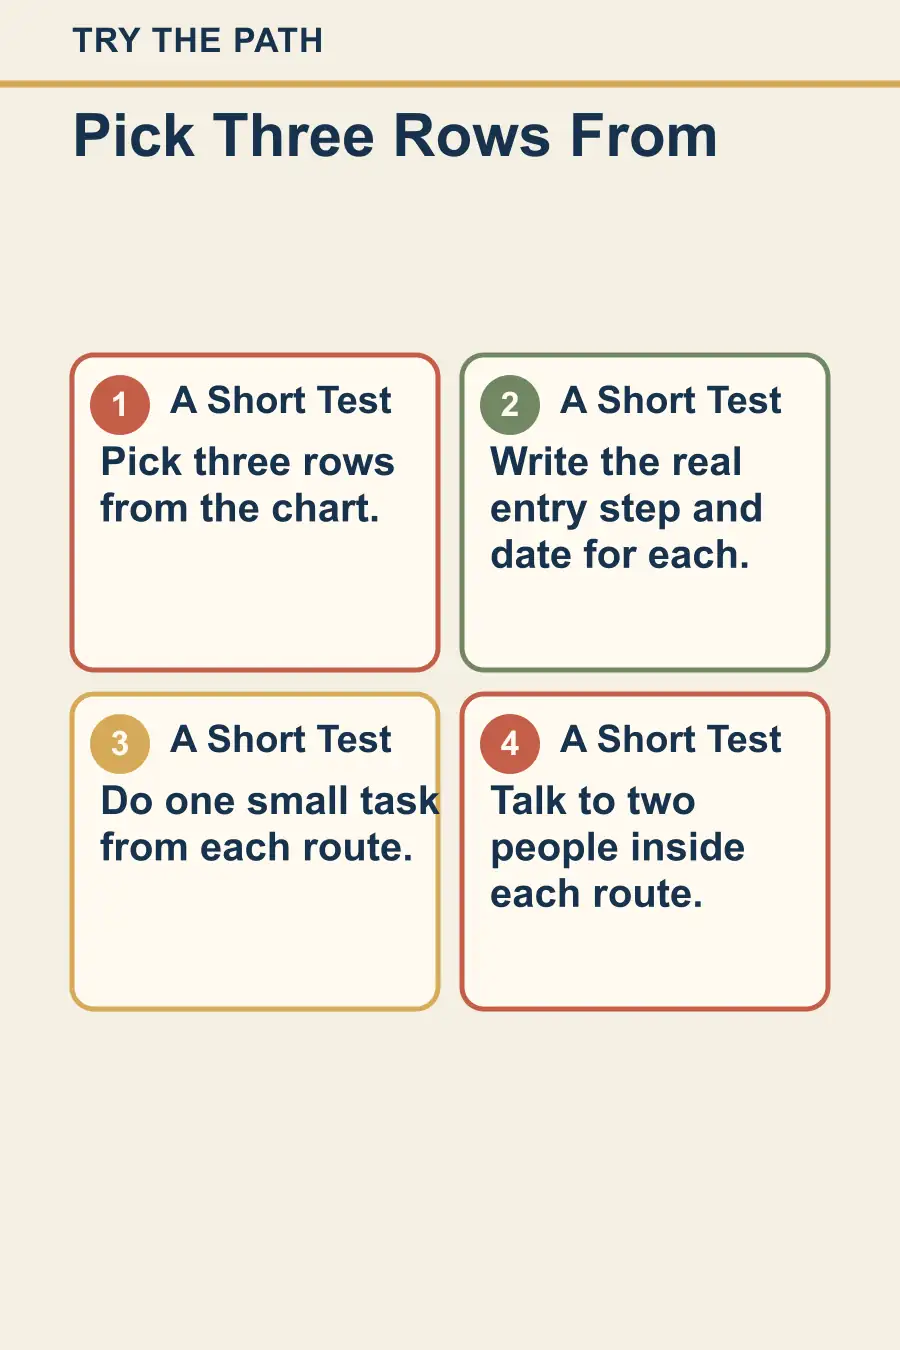 TRY THE PATH
Pick Three Rows From
1 A Short Test
Pick three rows
from the chart.
2 A Short Test
Write the real
entry step and
date for each.
3 A Short Test
Do one small task
from each route.
4 A Short Test
Talk to two
people inside
each route.